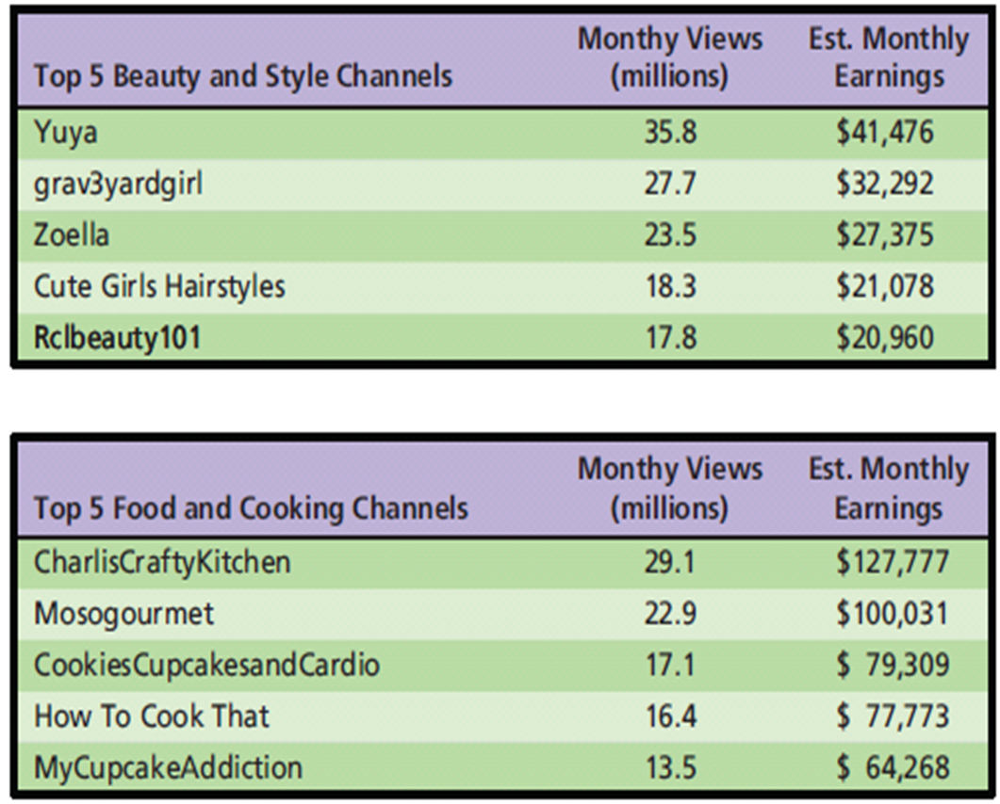 Monthy Views Est. Monthly
Top 5 Beauty and Style Channels (millions) Earnings
Yuya 35.8 $41,476
grav3yardgirl 27.7 $32,292
Zoella 23.5 $27,375
Cute Girls Hairstyles 18.3 $21,078
Rclbeauty101 17.8 $20,960
Monthy Views Est. Monthly
Top 5 Food and Cooking Channels (millions) Earnings
CharlisCraftyKitchen 29.1 $127,777
Mosogourmet 22.9 $100,031
CookiesCupcakesandCardio 17.1 $ 79,309
How To Cook That 16.4 $ 77,773
MyCupcakeAddiction 13.5 $ 64,268